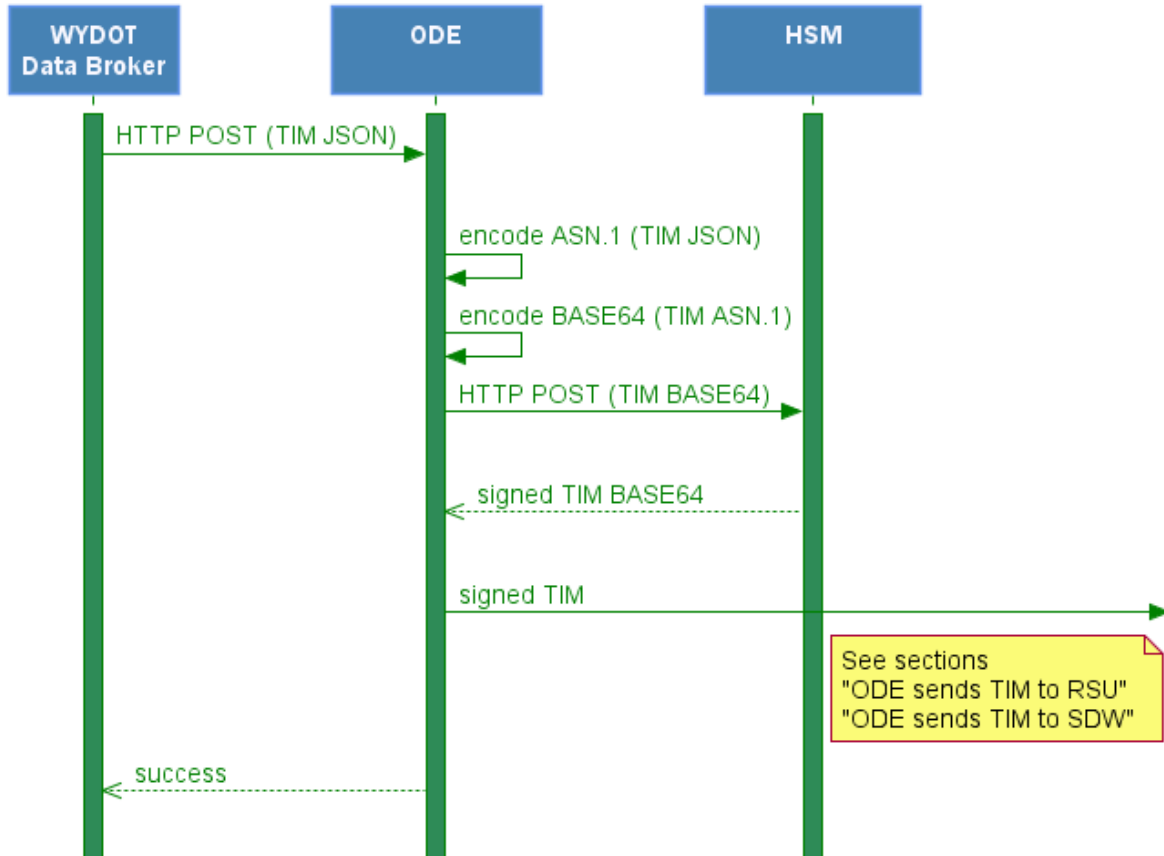 WYDOT
Data Broker
ODE
HSM
HTTP POST (TIM JSON)
encode ASN.1 (TIM JSON)
encode BASE64 (TIM ASN.1)
HTTP POST (TIM BASE64)
signed TIM BASE64
signed TIM
See sections
"ODE sends TIM to RSU"
"ODE sends TIM to SDW"
success